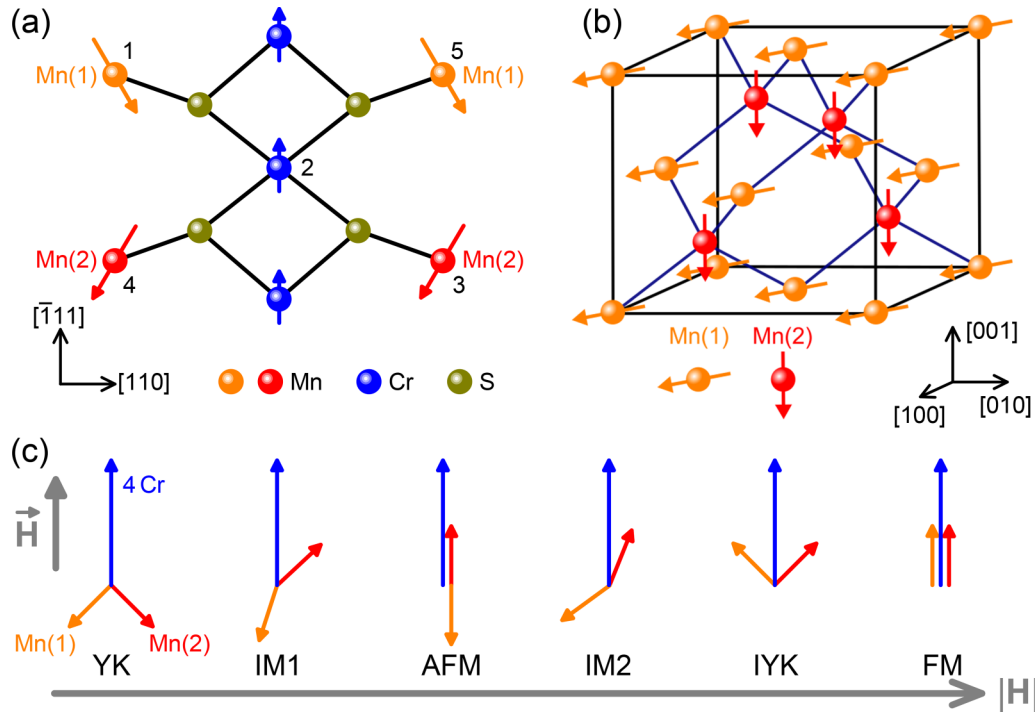 (a)
1
5
Mn(1)
Mn(1)
2
Mn(2)
Mn(2)
4
3
[1̅11]
[110]
Mn
Cr
S
(b)
Mn(1)
Mn(2)
[001]
[100]
[010]
(c)
H⃗
4 Cr
Mn(1)
Mn(2)
YK
IM1
AFM
IM2
IYK
FM
|H⃗|